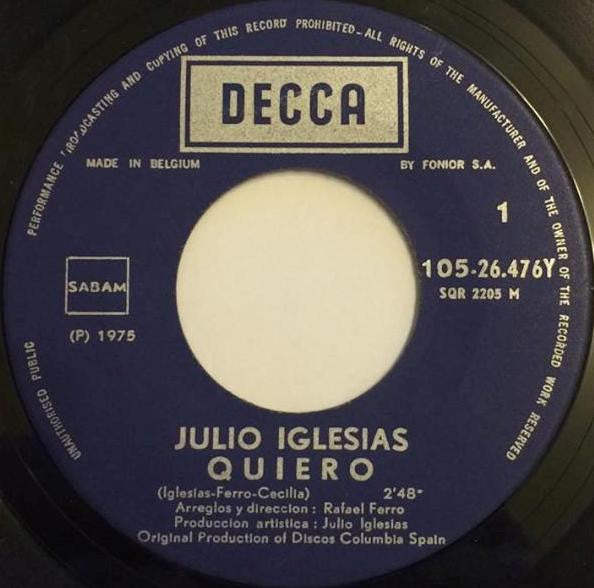 UNAUTHORISED PUBLIC PERFORMANCE BROADCASTING AND COPYING OF THIS RECORD PROHIBITED - ALL RIGHTS OF THE MANUFACTURER AND OF THE OWNER OF THE RECORDED WORK RESERVED
DECCA
MADE IN BELGIUM
BY FONIOR S.A.
1
105-26.476Y
SQR 2205 M
SABAM
(P) 1975
JULIO IGLESIAS
QUIERO
(Iglesias-Ferro-Cecilia) 2'48"
Arreglos y direccion : Rafael Ferro
Produccion artistica : Julio Iglesias
Original Production of Discos Columbia Spain